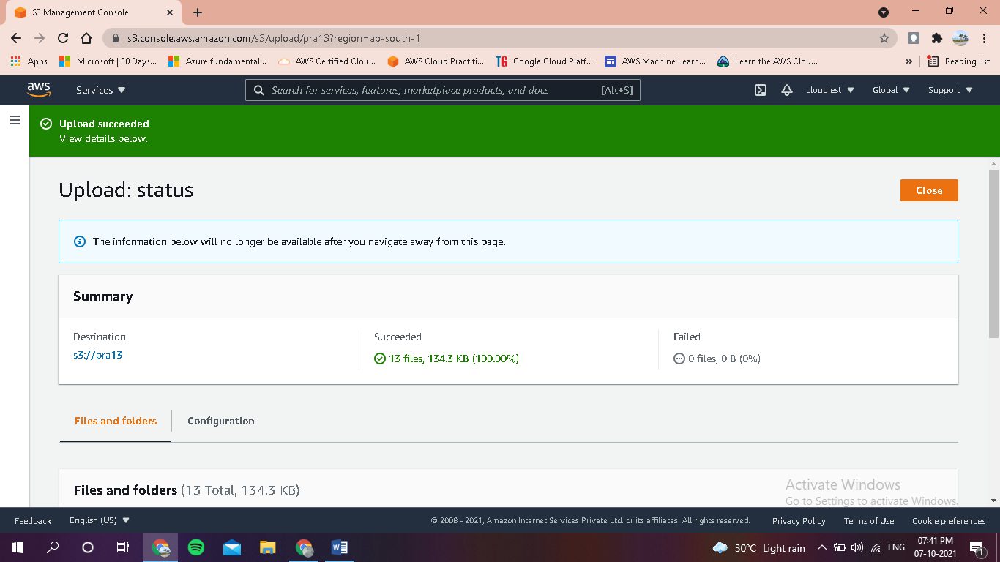 S3 Management Console
s3.console.aws.amazon.com/s3/upload/pra13?region=ap-south-1
Apps
Microsoft | 30 Days...
Azure fundamental...
AWS Certified Clou...
AWS Cloud Practiti...
TG Google Cloud Platf...
AWS Machine Learn...
Learn the AWS Clou...
»
Reading list
aws
Services
Search for services, features, marketplace products, and docs
[Alt+S]
cloudiest
Global
Support
Upload succeeded
View details below.
Upload: status
Close
The information below will no longer be available after you navigate away from this page.
Summary
Destination
s3://pra13
Succeeded
13 files, 134.3 KB (100.00%)
Failed
0 files, 0 B (0%)
Files and folders
Configuration
Files and folders (13 Total, 134.3 KB)
Activate Windows
Go to Settings to activate Windows.
Feedback
English (US)
© 2008 - 2021, Amazon Internet Services Private Ltd. or its affiliates. All rights reserved.
Privacy Policy
Terms of Use
Cookie preferences
30°C Light rain
ENG
07:41 PM
07-10-2021
1